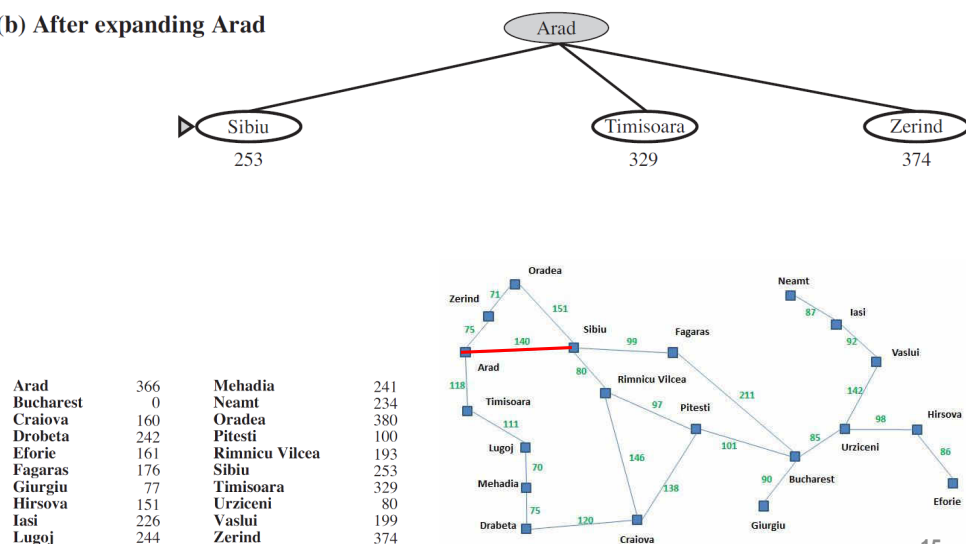 (b) After expanding Arad
Arad
Sibiu
Timisoara
Zerind
253
329
374
Arad 366 Mehadia 241
Bucharest 0 Neamt 234
Craiova 160 Oradea 380
Drobeta 242 Pitesti 100
Eforie 161 Rimnicu Vilcea 193
Fagaras 176 Sibiu 253
Giurgiu 77 Timisoara 329
Hirsova 151 Urziceni 80
Iasi 226 Vaslui 199
Lugoj 244 Zerind 374
Oradea
Neamt
71
Zerind
87
Iasi
151
Sibiu
75
140
99
Fagaras
92
Vaslui
Arad
80
Rimnicu Vilcea
118
211
142
Timisoara
97
Pitesti
Hirsova
111
98
Lugoj
101
85
Urziceni
86
70
146
Bucharest
Mehadia
138
90
Eforie
75
120
Drabeta
Giurgiu
Craiova
15